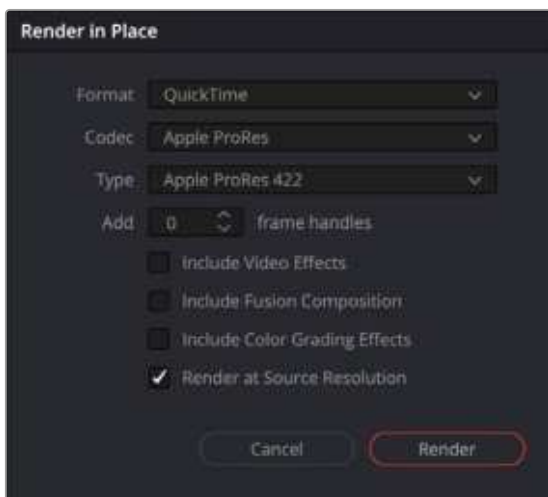 Render in Place
Format QuickTime
Codec Apple ProRes
Type Apple ProRes 422
Add 0 frame handles
Include Video Effects
Include Fusion Composition
Include Color Grading Effects
Render at Source Resolution
Cancel Render